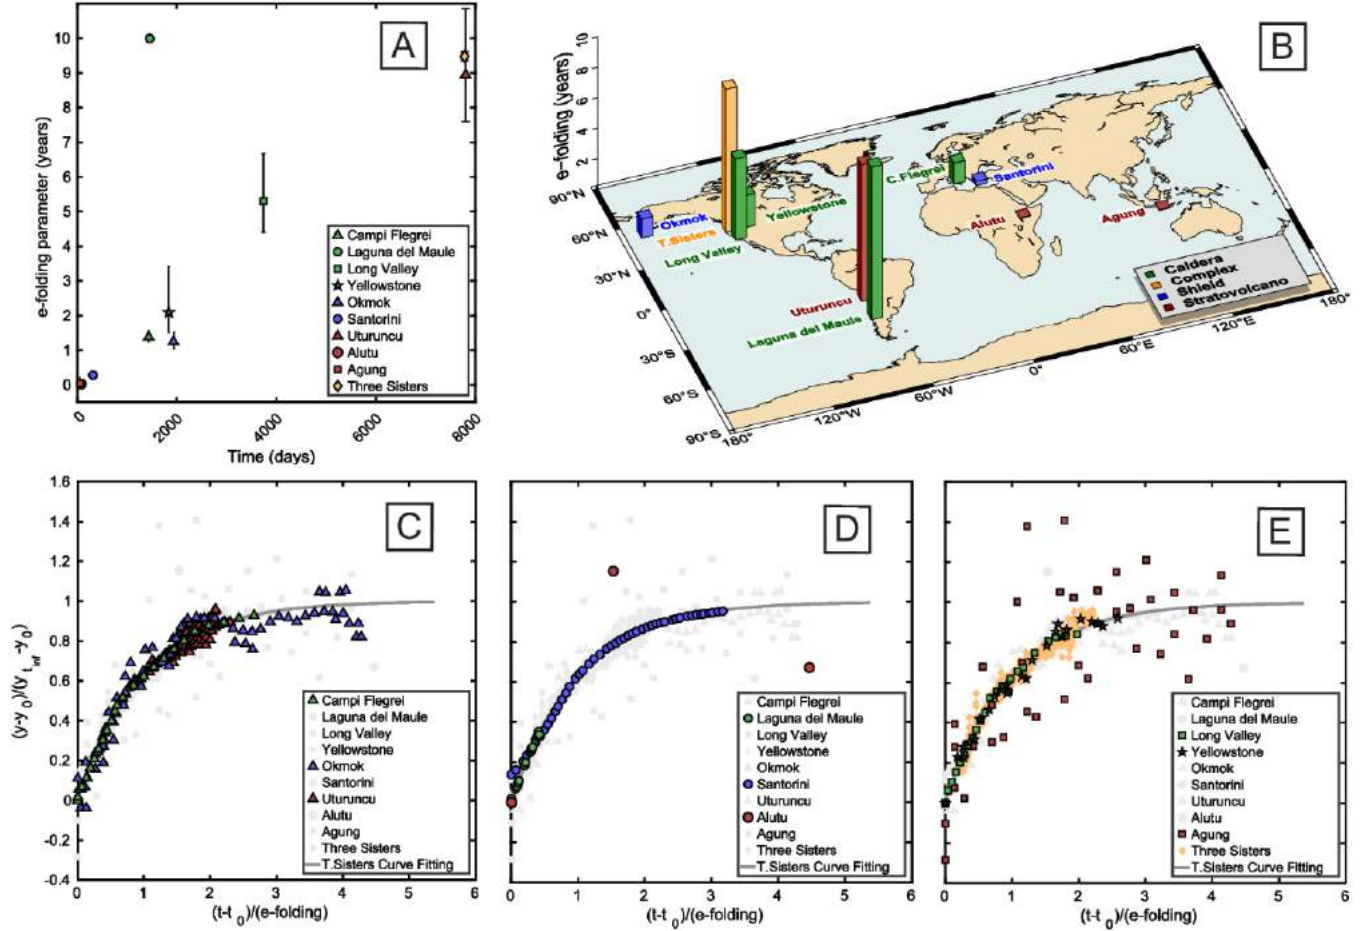 A
e-folding parameter (years)
10
9
8
7
6
5
4
3
2
1
0
Campi Flegrei
Laguna del Maule
Long Valley
Yellowstone
Okmok
Santorini
Uturuncu
Alutu
Agung
Three Sisters
0
2000
4000
6000
8000
Time (days)
B
e-folding (years)
10
8
6
4
2
90°N
60°N
30°N
0°
30°S
60°S
90°S
180°
120°W
60°W
0°
60°E
120°E
180°
Okmok
T.Sisters
Long Valley
Yellowstone
C.Flegrei
Santorini
Alutu
Agung
Uturuncu
Laguna del Maule
Caldera
Complex
Shield
Stratovolcano
C
(y-y0)/(ytinf-y0)
1.6
1.4
1.2
1.0
0.8
0.6
0.4
0.2
0
-0.2
-0.4
Campi Flegrei
Laguna del Maule
Long Valley
Yellowstone
Okmok
Santorini
Uturuncu
Alutu
Agung
Three Sisters
T.Sisters Curve Fitting
0 1 2 3 4 5 6
(t-t0)/(e-folding)
D
Campi Flegrei
Laguna del Maule
Long Valley
Yellowstone
Okmok
Santorini
Uturuncu
Alutu
Agung
Three Sisters
T.Sisters Curve Fitting
0 1 2 3 4 5 6
(t-t0)/(e-folding)
E
Campi Flegrei
Laguna del Maule
Long Valley
Yellowstone
Okmok
Santorini
Uturuncu
Alutu
Agung
Three Sisters
T.Sisters Curve Fitting
0 1 2 3 4 5 6
(t-t0)/(e-folding)